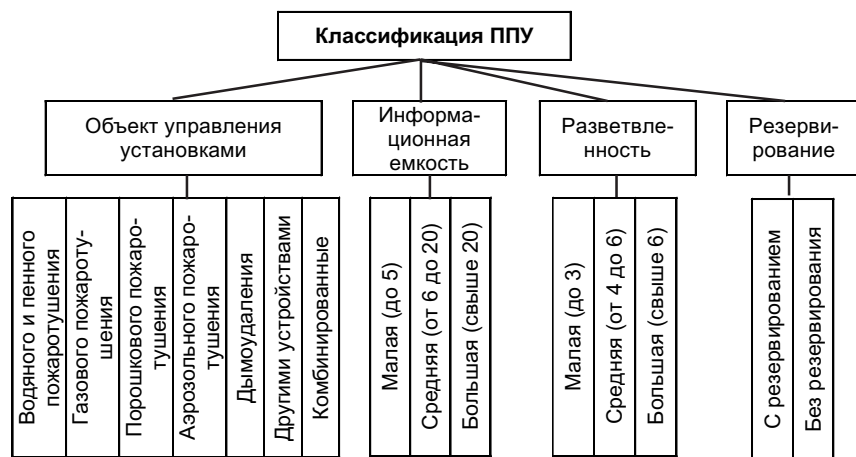 Классификация ППУ
Объект управления
установками
Информа-
ционная
емкость
Разветвле-
нность
Резерви-
рование
Водяного и пенного
пожаротушения
Газового пожароту-
шения
Порошкового пожаро-
тушения
Аэрозольного пожаро-
тушения
Дымоудаления
Другими устройствами
Комбинированные
Малая (до 5)
Средняя (от 6 до 20)
Большая (свыше 20)
Малая (до 3)
Средняя (от 4 до 6)
Большая (свыше 6)
С резервированием
Без резервирования